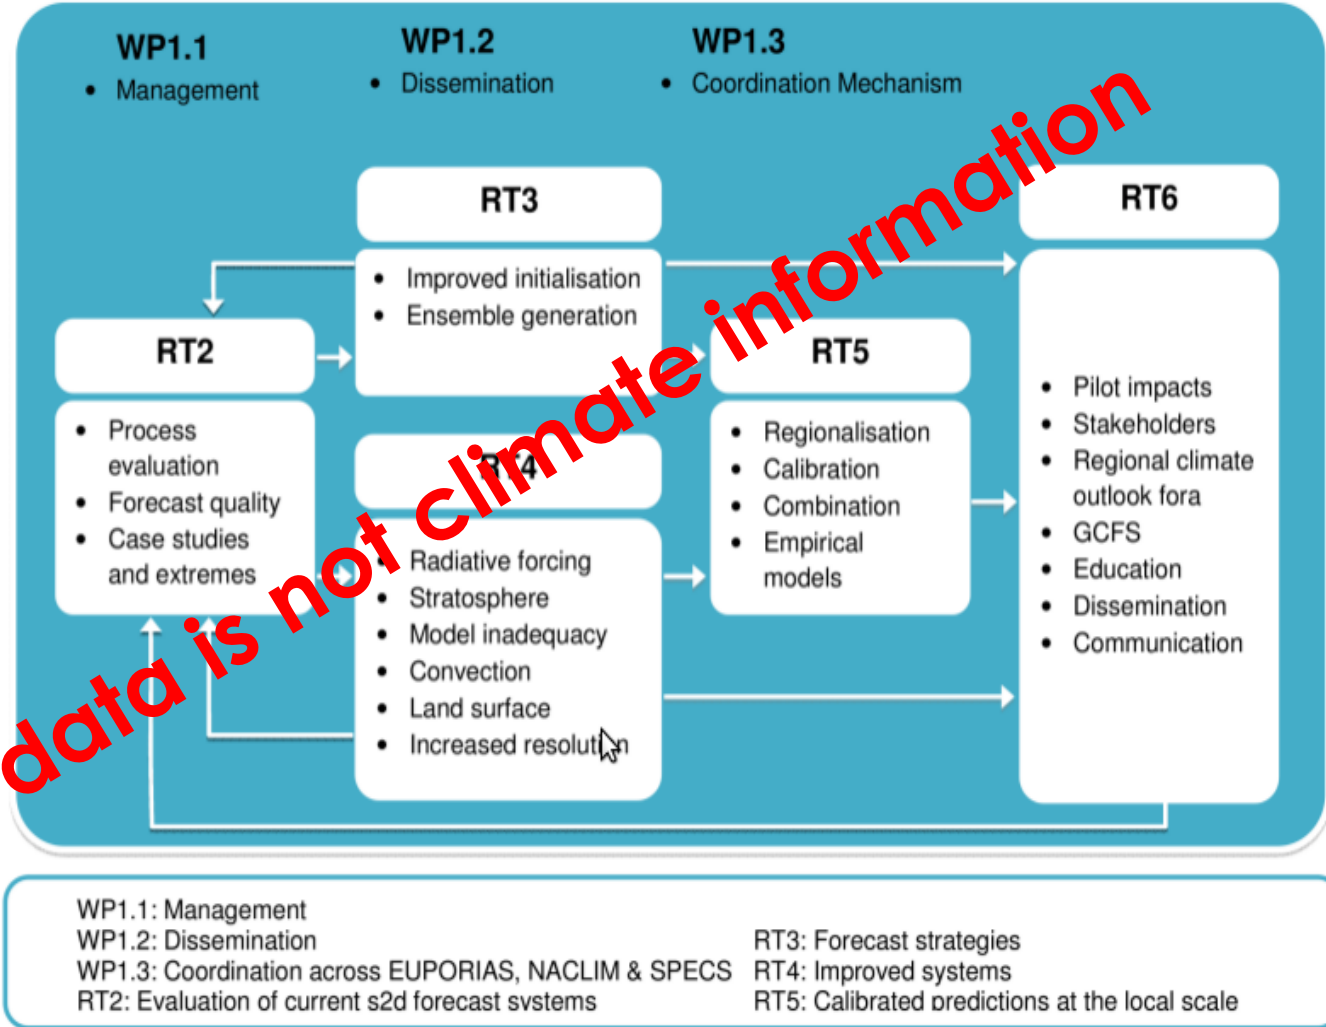 WP1.1
• Management
WP1.2
• Dissemination
WP1.3
• Coordination Mechanism
data is not climate information
RT3
• Improved initialisation
• Ensemble generation
RT2
• Process
evaluation
• Forecast quality
• Case studies
and extremes
RT4
• Radiative forcing
• Stratosphere
• Model inadequacy
• Convection
• Land surface
• Increased resolution
RT5
• Regionalisation
• Calibration
• Combination
• Empirical
models
RT6
• Pilot impacts
• Stakeholders
• Regional climate
outlook fora
• GCFS
• Education
• Dissemination
• Communication
WP1.1: Management
WP1.2: Dissemination
WP1.3: Coordination across EUPORIAS, NACLIM & SPECS
RT2: Evaluation of current s2d forecast systems
RT3: Forecast strategies
RT4: Improved systems
RT5: Calibrated predictions at the local scale